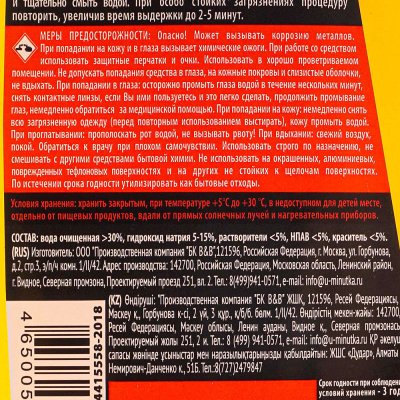 и тщательно смыть водой. При особо стойких загрязнениях процедуру
повторить, увеличив время выдержки до 2-5 минут.
МЕРЫ ПРЕДОСТОРОЖНОСТИ: Опасно! Может вызывать коррозию металлов.
При попадании на кожу и в глаза вызывает химические ожоги. При работе со средством
использовать защитные перчатки и очки. Использовать в хорошо проветриваемом
помещении. Не допускать попадания средства в глаза, на кожные покровы и слизистые оболочки,
не вдыхать. При попадании в глаза: осторожно промыть глаза водой в течение нескольких минут,
снять контактные линзы, если Вы ими пользуетесь и это легко сделать, продолжить промывание
глаз, немедленно обратиться за медицинской помощью. При попадании на кожу: немедленно снять
всю загрязненную одежду (перед повторным использованием выстирать), кожу промыть водой.
При проглатывании: прополоскать рот водой, не вызывать рвоту! При вдыхании: свежий воздух,
покой. Обратиться к врачу при плохом самочувствии. Использовать строго по назначению, не
смешивать с другими средствами бытовой химии. Не использовать на окрашенных, алюминиевых,
поврежденных тефлоновых поверхностях и на других не стойких к щелочам поверхностях.
По истечении срока годности утилизировать как бытовые отходы.
Условия хранения: хранить закрытым, при температуре +5°С до +30 °С, в недоступном для детей месте,
отдельно от пищевых продуктов, вдали от прямых солнечных лучей и нагревательных приборов.
СОСТАВ: вода очищенная >30%, гидроксид натрия 5-15%, растворители <5%, НПАВ <5%, краситель <5%.
(RUS) Изготовитель: ООО "Производственная компания "БК В&В", 121596, Российская Федерация, г. Москва, ул. Горбунова,
д.2, стр.3, э/п/к комн. 1/II/42. Адрес производства: 142700, Российская Федерация, Московская область, Ленинский район,
г. Видное, Северная промзона, Проектируемый проезд 251. Тел.: 8(499)941-0571, e-mail: info@u-minutka.ru
(KZ) Өндіруші: "Производственная компания "БК В&В" ЖШҚ, 121596, Ресей Федерациясы,
Мәскеу қ., Горбунова к-сі, 2 үй, 3 құр., қ/к/б. бөлм. 1/II/42. Өндірістің мекен-жайы: 142700,
Ресей Федерациясы, Мәскеу облысы, Ленин ауданы, Видное қ., Северная промзонасы,
Проектируемый жолы 251, 2 п. Тел.: 8(499)941-0571, e-mail: info@u-minutka.ru. ҚР
сапасы жөнінде ұсыныстар мен наразылықтарыңызды қабылдайтын: ЖШС «Дудар», Алматы
Немирович-Данченко к., 51Б. Тел.8(727)2479847
Срок годности при соблюдении
условий хранения - 3 год
4415558-2018
465005